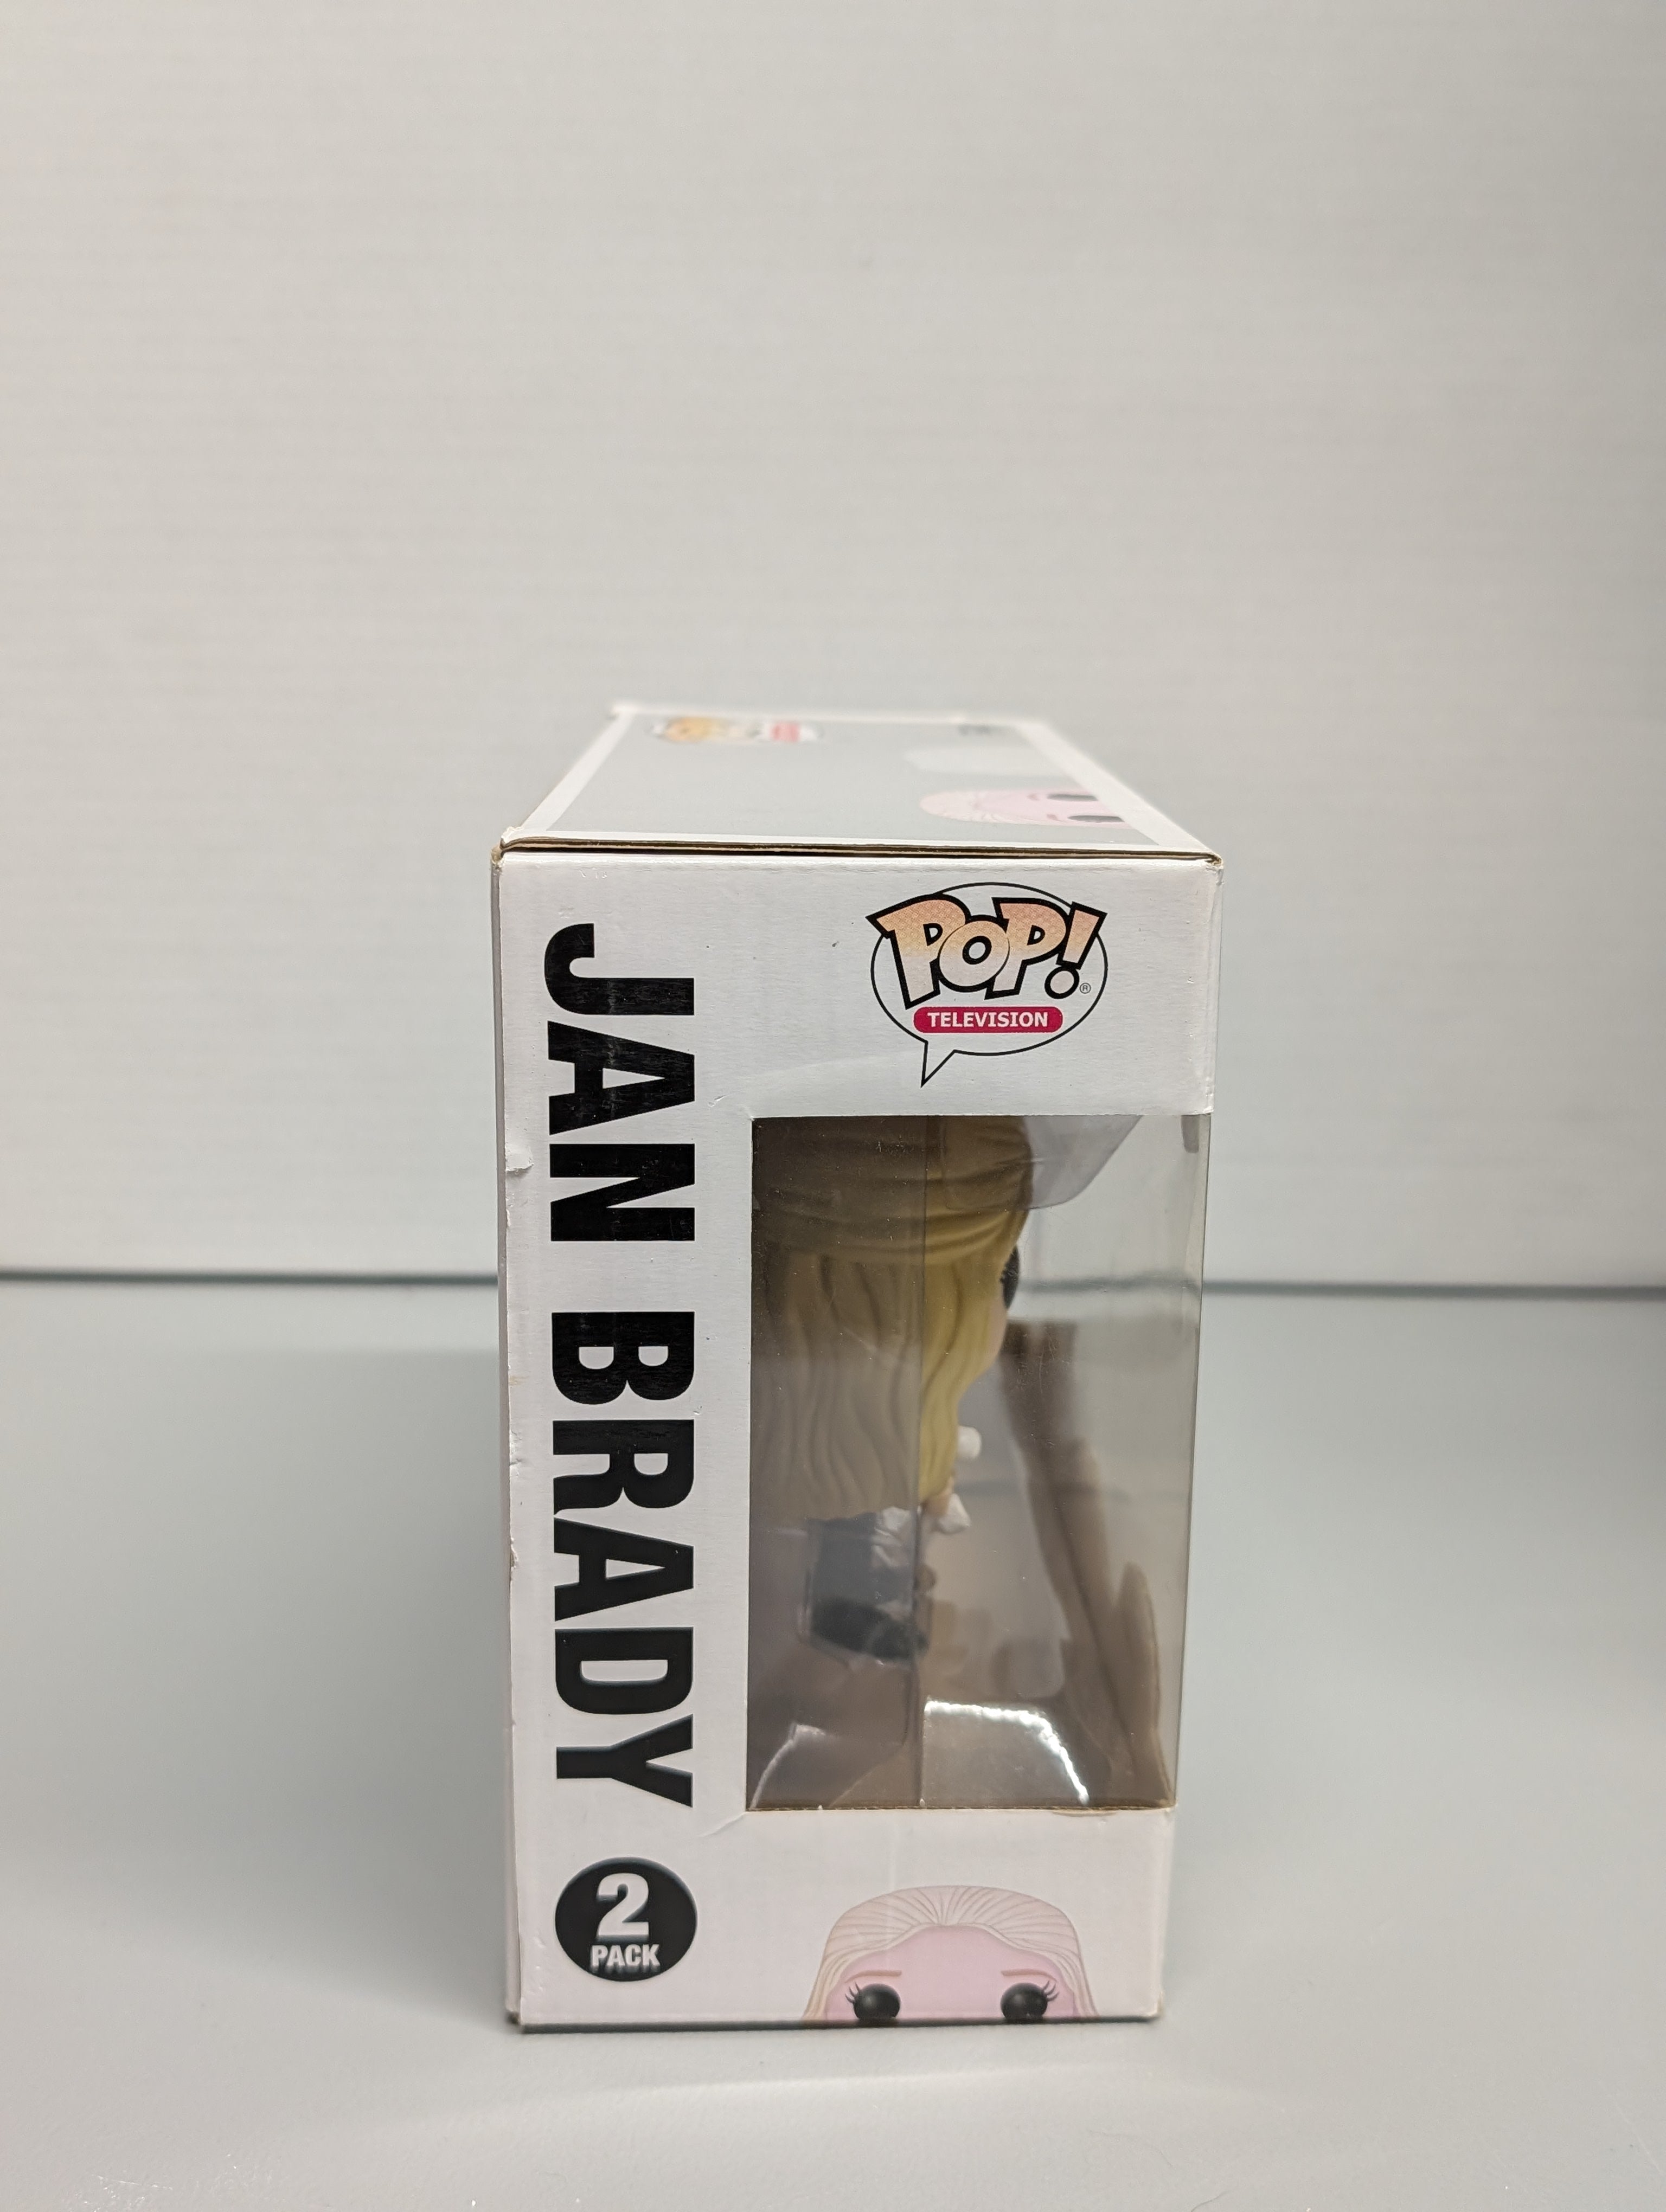 POP!®
TELEVISION
JAN BRADY
2
PACK